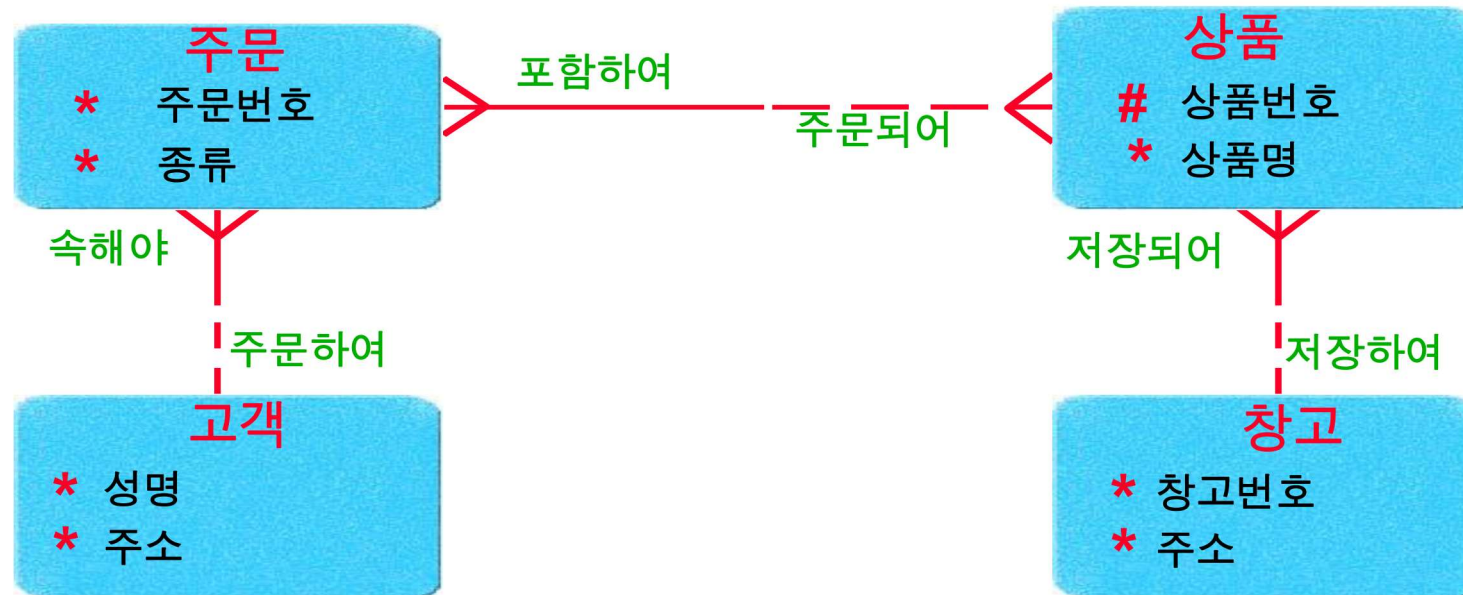 주문
* 주문번호
* 종류
포함하여
주문되어
상품
# 상품번호
* 상품명
속해야
주문하여
저장되어
저장하여
고객
* 성명
* 주소
창고
* 창고번호
* 주소